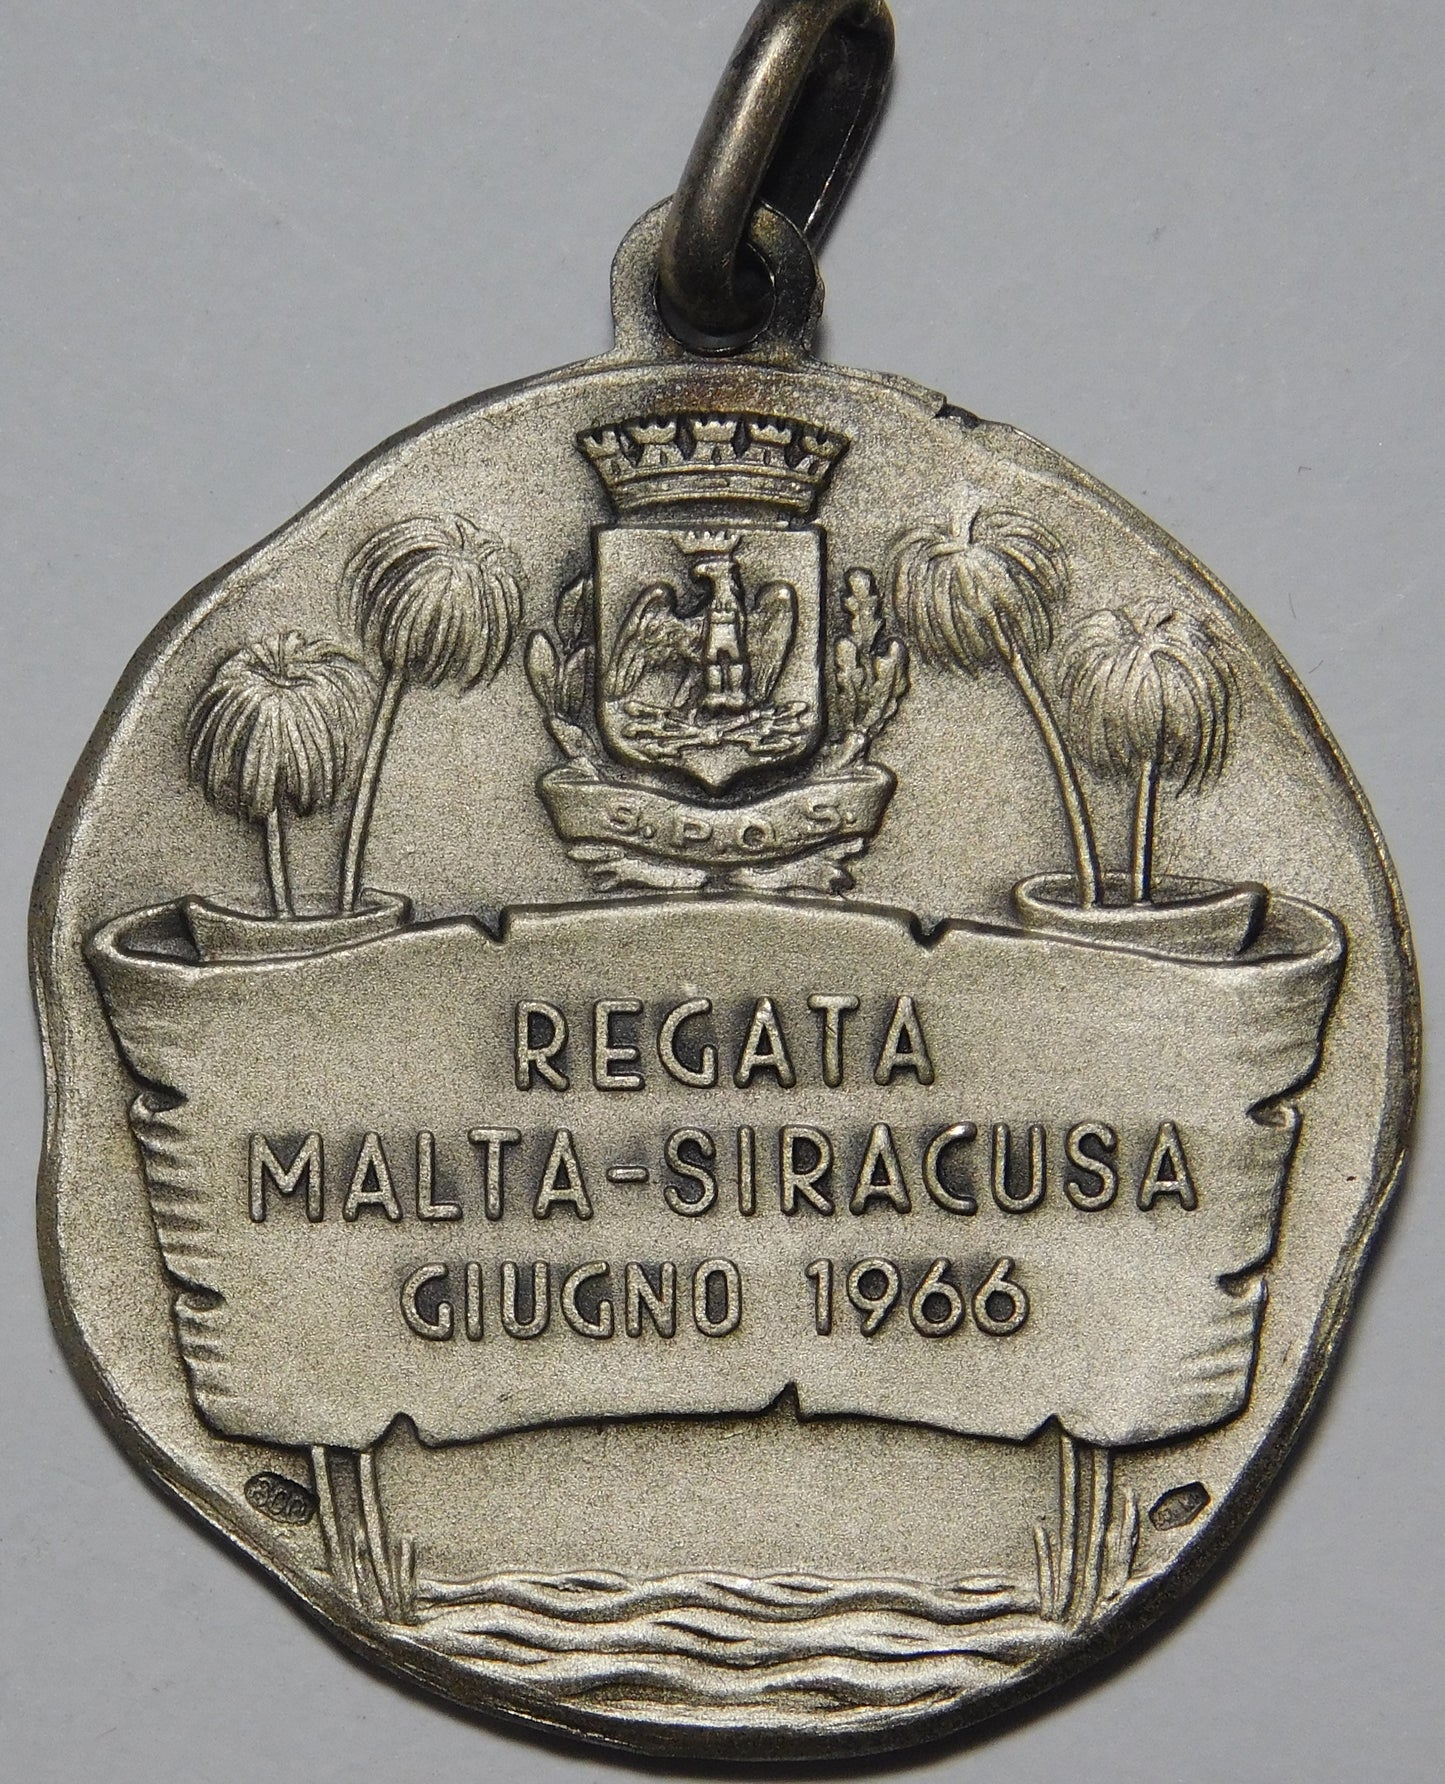 S.P.Q.S.
REGATA
MALTA-SIRACUSA
GIUGNO 1966
800